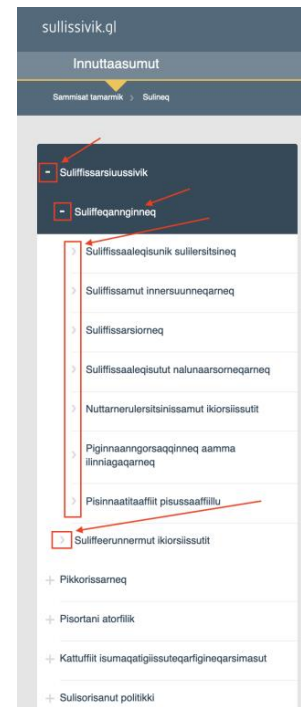 sullissivik.gl
Innuttaasumut
Sammisat tamarmik > Sulineq
- Suliffissarsiuussivik
- Suliffeqannginneq
> Suliffissaaleqisunik sulilersitsineq
> Suliffissamut innersuunneqarneq
> Suliffissarsiorneq
> Suliffissaaleqisutut nalunaarsorneqarneq
> Nuttarnerulersitsinissamut ikiorsiissutit
> Piginnaanngorsaqqinneq aamma
ilinniagaqarneq
> Pisinnaatitaaffiit pisussaaffiillu
> Suliffeerunnermut ikiorsiissutit
+ Pikkorissarneq
+ Pisortani atorfilik
+ Kattuffiit isumaqatigiissuteqarfigineqarsimasut
+ Sulisorisanut politikki